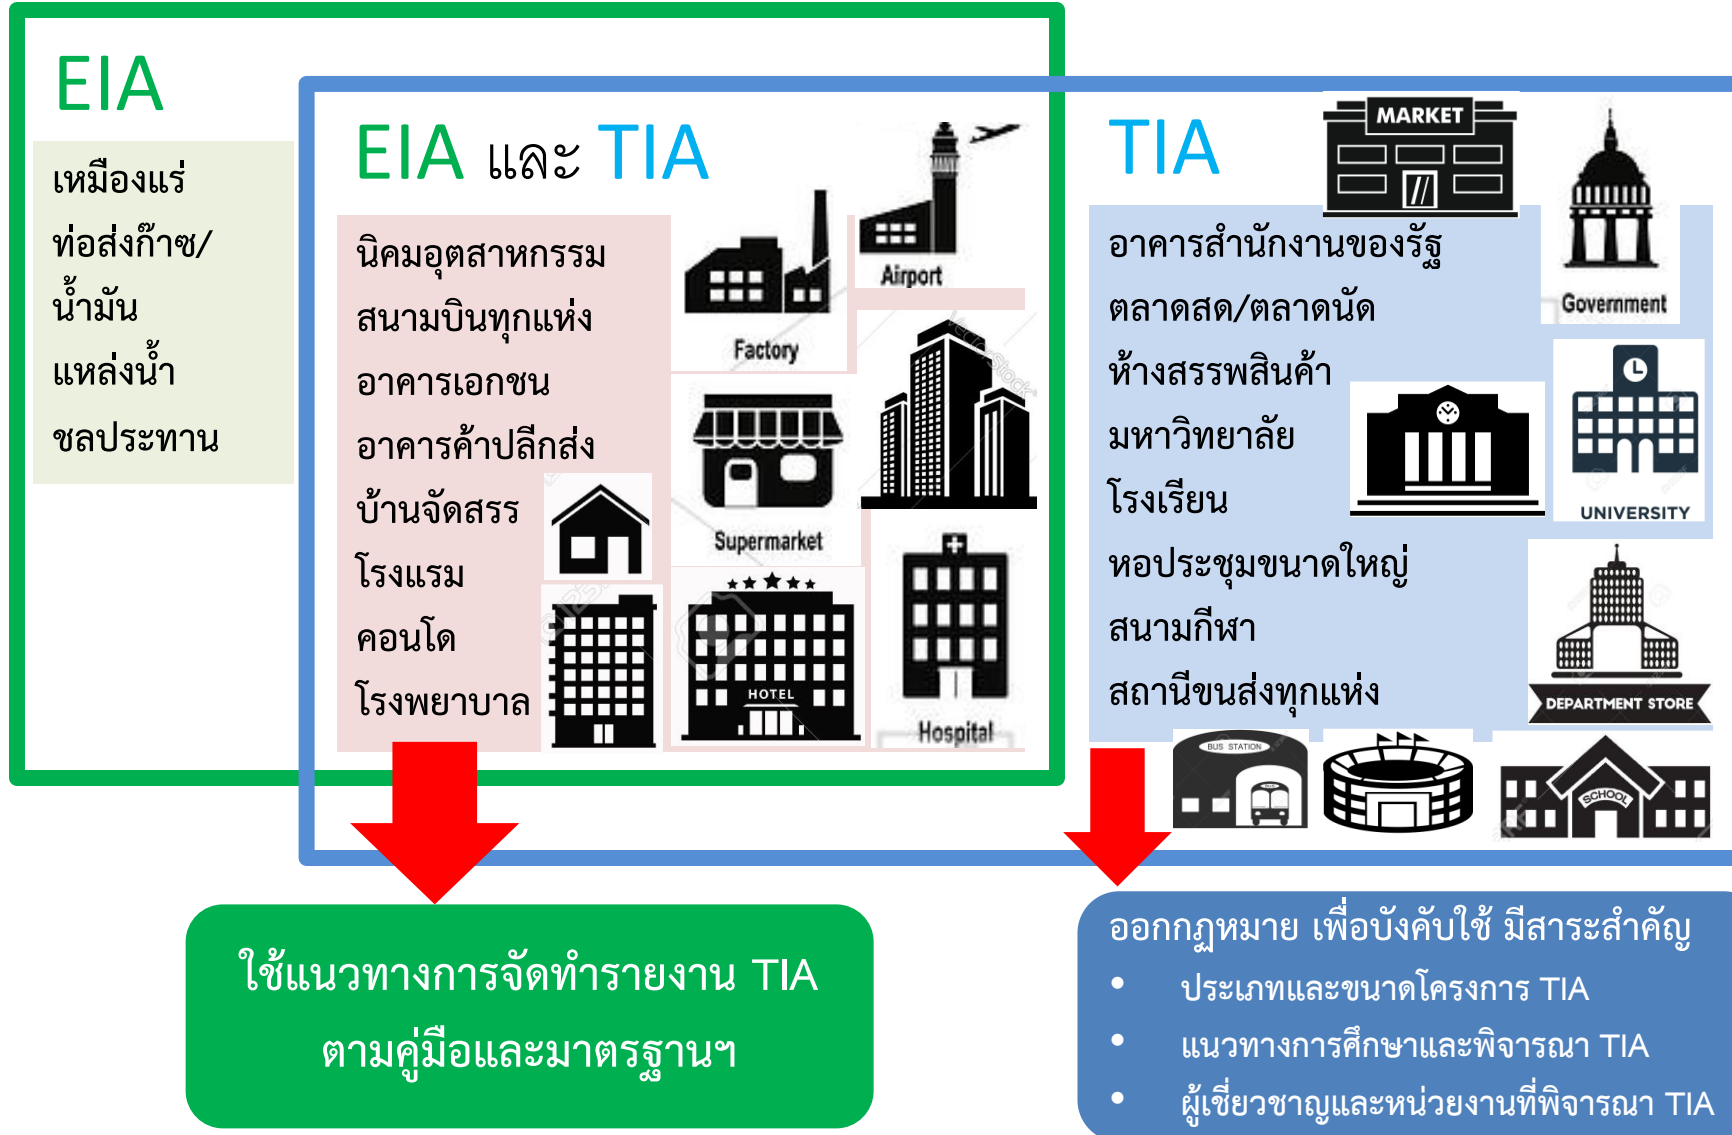 EIA
เหมืองแร่
ท่อส่งก๊าซ/
น้ำมัน
แหล่งน้ำ
ชลประทาน
EIA และ TIA
นิคมอุตสาหกรรม
สนามบินทุกแห่ง
อาคารเอกชน
อาคารค้าปลีกส่ง
บ้านจัดสรร
โรงแรม
คอนโด
โรงพยาบาล
Factory
Airport
Supermarket
HOTEL
Hospital
TIA
MARKET
อาคารสำนักงานของรัฐ
ตลาดสด/ตลาดนัด
ห้างสรรพสินค้า
มหาวิทยาลัย
โรงเรียน
หอประชุมขนาดใหญ่
สนามกีฬา
สถานีขนส่งทุกแห่ง
Government
UNIVERSITY
DEPARTMENT STORE
BUS STATION
SCHOOL
ใช้แนวทางการจัดทำรายงาน TIA
ตามคู่มือและมาตรฐานฯ
ออกกฏหมาย เพื่อบังคับใช้ มีสาระสำคัญ
• ประเภทและขนาดโครงการ TIA
• แนวทางการศึกษาและพิจารณา TIA
• ผู้เชี่ยวชาญและหน่วยงานที่พิจารณา TIA